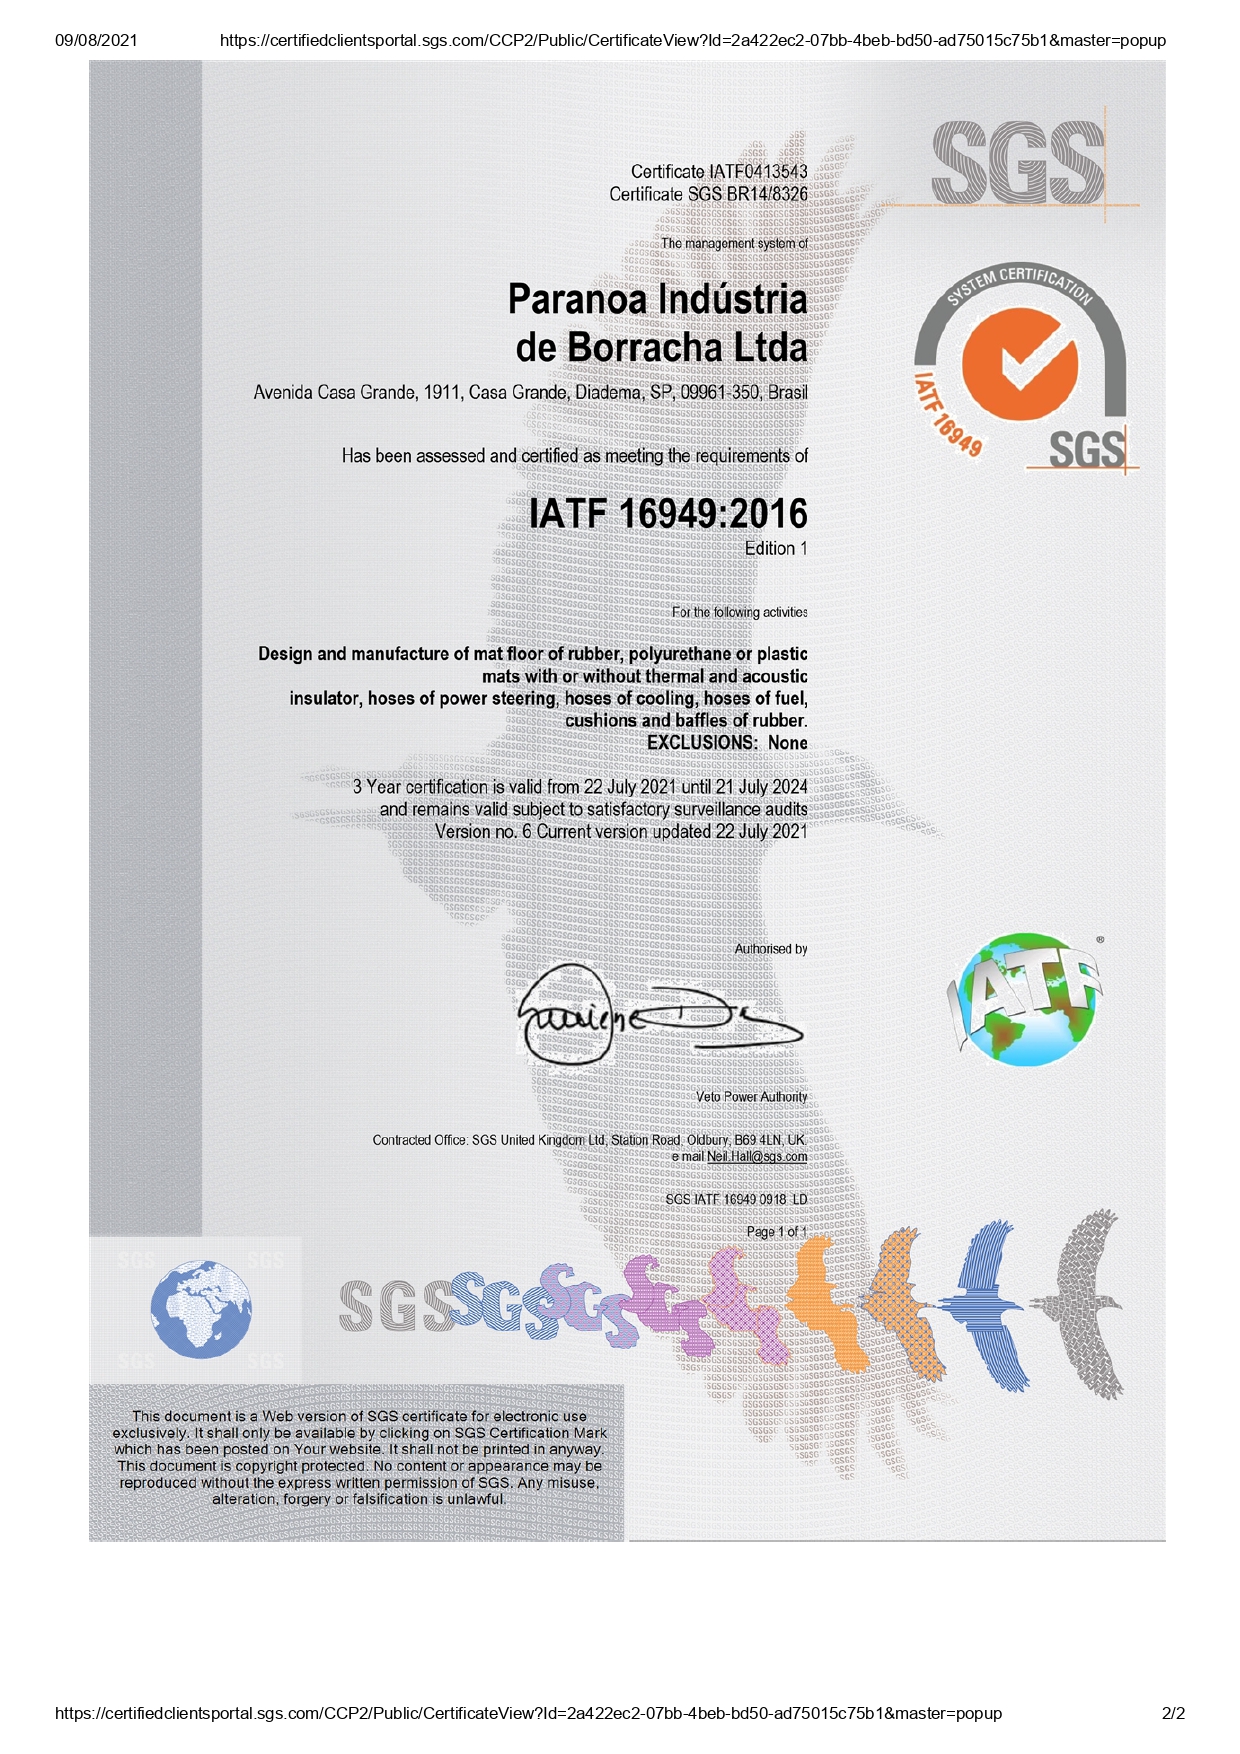 09/08/2021 https://certifiedclientsportal.sgs.com/CCP2/Public/CertificateView?Id=2a422ec2-07bb-4beb-bd50-ad75015c75b1&master=popup
SGS
Certificate IATF0413543
Certificate SGS BR14/8326
The management system of
Paranoa Indústria
de Borracha Ltda
Avenida Casa Grande, 1911, Casa Grande, Diadema, SP, 09961-350, Brasil
SYSTEM CERTIFICATION
IATF 16949
SGS
Has been assessed and certified as meeting the requirements of
IATF 16949:2016
Edition 1
For the following activities
Design and manufacture of mat floor of rubber, polyurethane or plastic
mats with or without thermal and acoustic
insulator, hoses of power steering, hoses of cooling, hoses of fuel,
cushions and baffles of rubber.
EXCLUSIONS: None
3 Year certification is valid from 22 July 2021 until 21 July 2024
and remains valid subject to satisfactory surveillance audits
Version no. 6 Current version updated 22 July 2021
Authorised by
IATF ®
Veto Power Authority
Contracted Office: SGS United Kingdom Ltd, Station Road, Oldbury, B69 4LN, UK.
e mail Neil.Hall@sgs.com
SGS IATF 16949 0918 LD
Page 1 of 1
SGS SGS
SGS SGS
SGS SGS SGS
This document is a Web version of SGS certificate for electronic use
exclusively. It shall only be available by clicking on SGS Certification Mark
which has been posted on Your website. It shall not be printed in anyway.
This document is copyright protected. No content or appearance may be
reproduced without the express written permission of SGS. Any misuse,
alteration, forgery or falsification is unlawful.
https://certifiedclientsportal.sgs.com/CCP2/Public/CertificateView?Id=2a422ec2-07bb-4beb-bd50-ad75015c75b1&master=popup 2/2